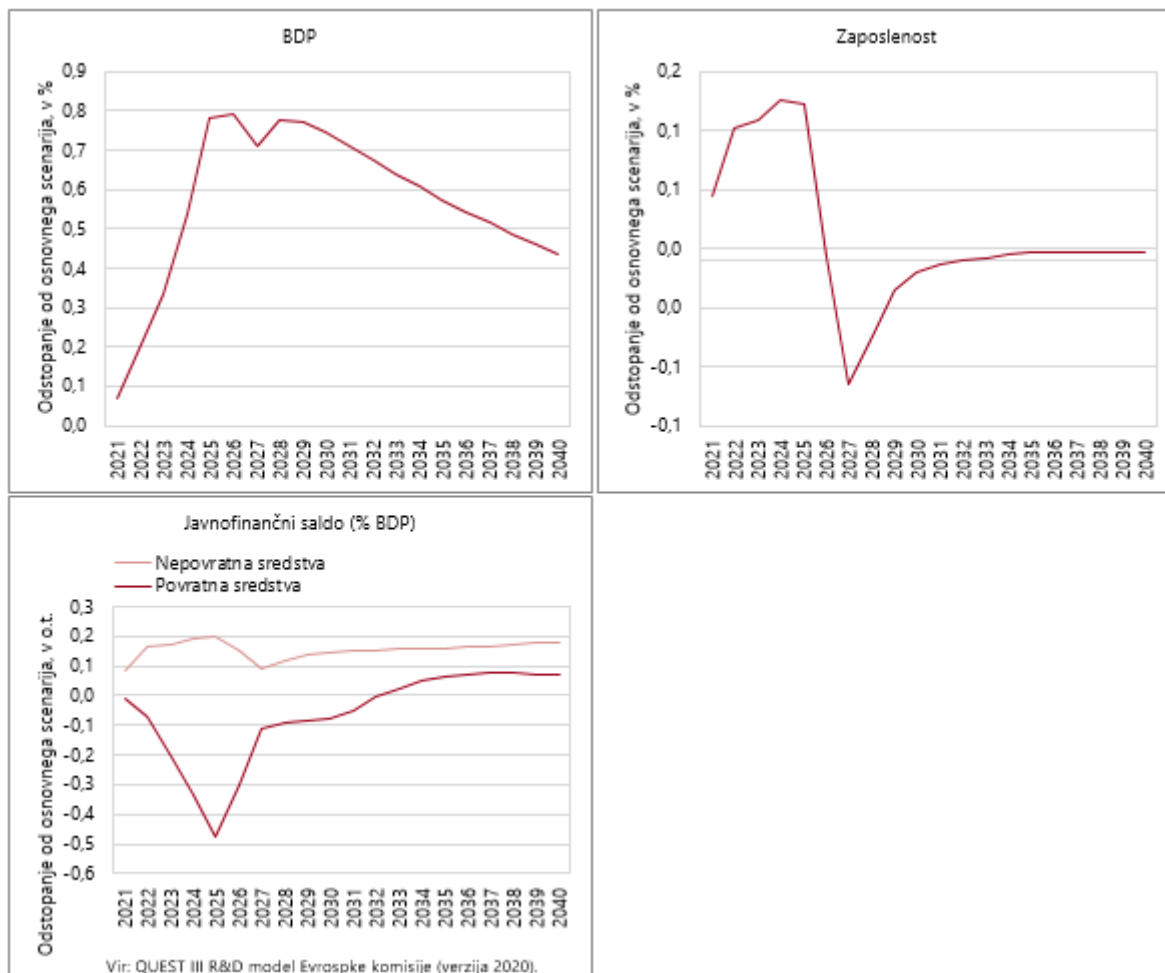 BDP
Odstopanje od osnovnega scenarija, v %
0,9
0,8
0,7
0,6
0,5
0,4
0,3
0,2
0,1
0,0
2021 2022 2023 2024 2025 2026 2027 2028 2029 2030 2031 2032 2033 2034 2035 2036 2037 2038 2039 2040
Zaposlenost
Odstopanje od osnovnega scenarija, v %
0,2
0,1
0,1
0,0
0,0
-0,1
-0,1
2021 2022 2023 2024 2025 2026 2027 2028 2029 2030 2031 2032 2033 2034 2035 2036 2037 2038 2039 2040
Javnofinančni saldo (% BDP)
Nepovratna sredstva
Povratna sredstva
Odstopanje od osnovnega scenarija, v o.t.
0,3
0,2
0,1
0,0
-0,1
-0,2
-0,3
-0,4
-0,5
-0,6
2021 2022 2023 2024 2025 2026 2027 2028 2029 2030 2031 2032 2033 2034 2035 2036 2037 2038 2039 2040
Vir: QUEST III R&D model Evrospke komisije (verzija 2020).